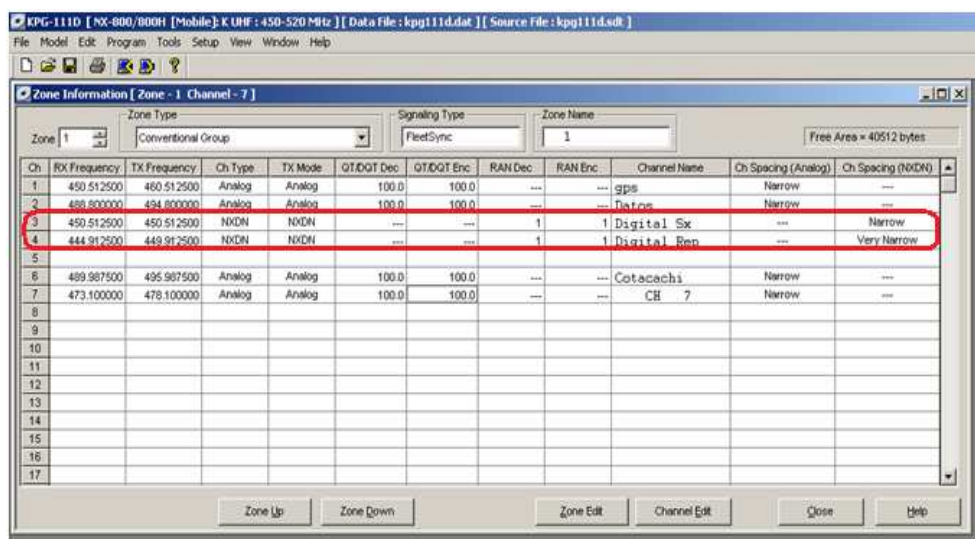 KPG-111D [ NX-800/800H [Mobile]: K UHF : 450-520 MHz ] [ Data File : kpg111d.dat ] [ Source File : kpg111d.sdt ]
File Model Edit Program Tools Setup View Window Help
Zone Information [ Zone - 1 Channel - 7 ]
Zone Type Signaling Type Zone Name
Zone 1 Conventional Group FleetSync 1 Free Area = 40512 bytes
Ch RX Frequency TX Frequency Ch Type TX Mode QT/DQT Dec QT/DQT Enc RAN Dec RAN Enc Channel Name Ch Spacing (Analog) Ch Spacing (NXDN)
1 450.512500 460.512500 Analog Analog 100.0 100.0 --- --- gps Narrow ---
2 488.800000 494.800000 Analog Analog 100.0 100.0 --- --- Datos Narrow ---
3 450.512500 450.512500 NXDN NXDN --- --- 1 1 Digital Sx --- Narrow
4 444.912500 449.912500 NXDN NXDN --- --- 1 1 Digital Rep --- Very Narrow
5
6 489.987500 495.987500 Analog Analog 100.0 100.0 --- --- Cotacachi Narrow ---
7 473.100000 478.100000 Analog Analog 100.0 100.0 --- --- CH 7 Narrow ---
8
9
10
11
12
13
14
15
16
17
Zone Up Zone Down Zone Edit Channel Edit Close Help